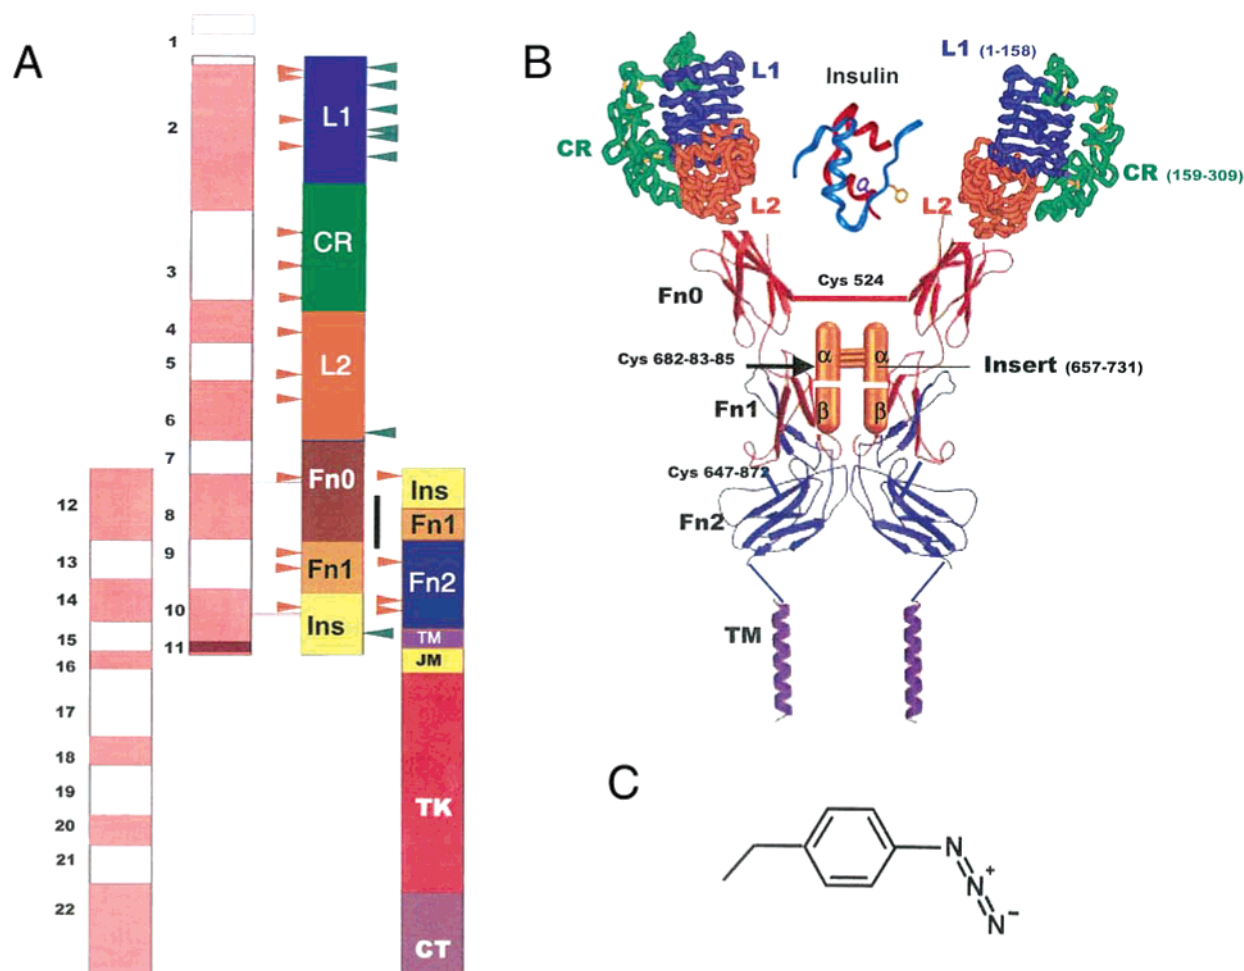 A
1
2
3
4
5
6
7
8
9
10
11
12
13
14
15
16
17
18
19
20
21
22
L1
CR
L2
Fn0
Fn1
Ins
Ins
Fn1
Fn2
TM
JM
TK
CT
B
L1
CR
L2
Insulin
L1 (1-158)
CR (159-309)
L2
Fn0
Cys 524
Cys 682-83-85
α
α
Insert (657-731)
Fn1
β
β
Cys 647-872
Fn2
TM
C
N
N
+
N
−